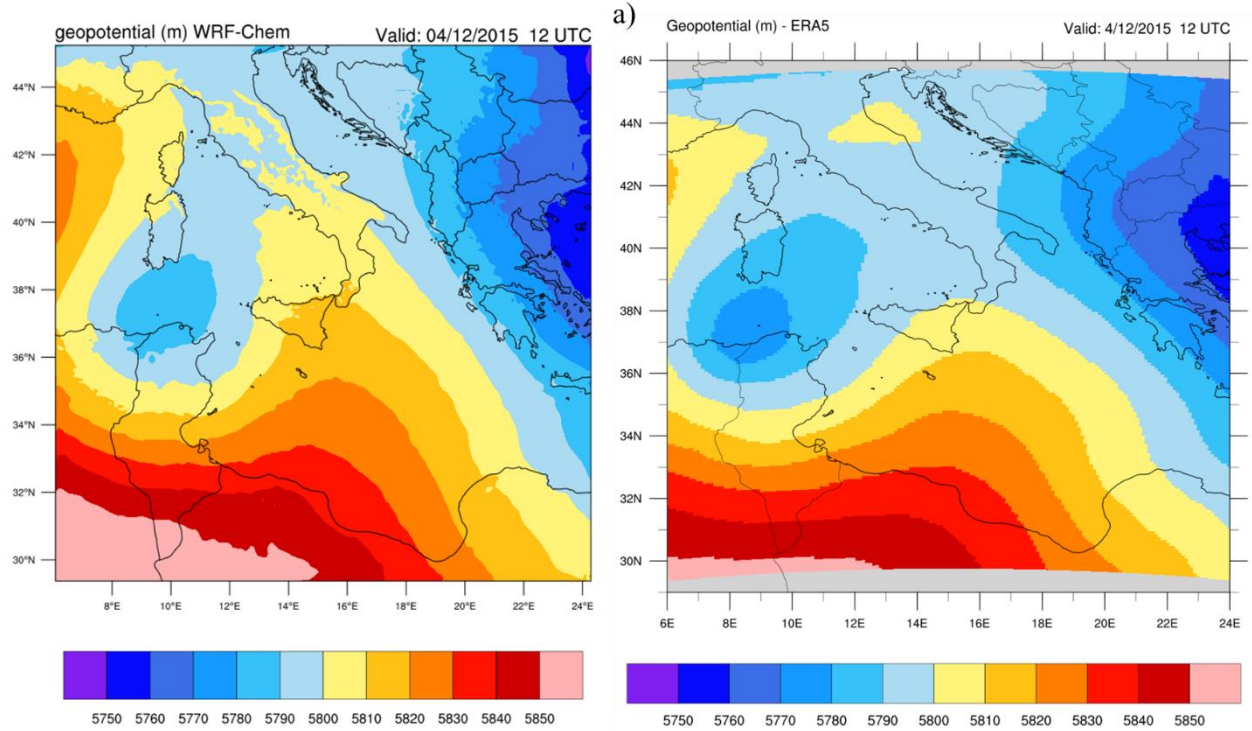 geopotential (m) WRF-Chem Valid: 04/12/2015 12 UTC
44°N
42°N
40°N
38°N
36°N
34°N
32°N
30°N
8°E 10°E 12°E 14°E 16°E 18°E 20°E 22°E 24°E
5750 5760 5770 5780 5790 5800 5810 5820 5830 5840 5850
a)
Geopotential (m) - ERA5 Valid: 4/12/2015 12 UTC
46N
44N
42N
40N
38N
36N
34N
32N
30N
6E 8E 10E 12E 14E 16E 18E 20E 22E 24E
5750 5760 5770 5780 5790 5800 5810 5820 5830 5840 5850